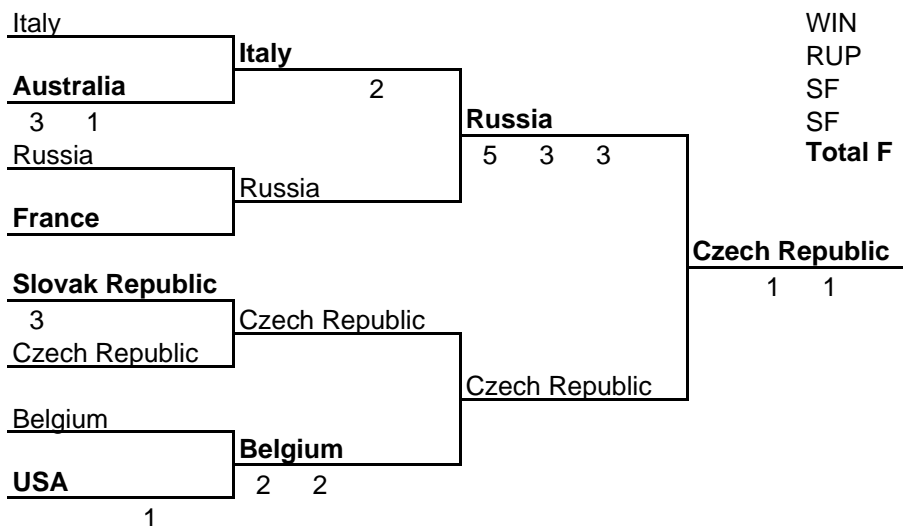 Italy
WIN
Italy
RUP
Australia
2
SF
3 1
Russia
SF
Russia
5 3 3
Total F
Russia
France
Czech Republic
Slovak Republic
1 1
3
Czech Republic
Czech Republic
Czech Republic
Belgium
Belgium
USA
2 2
1